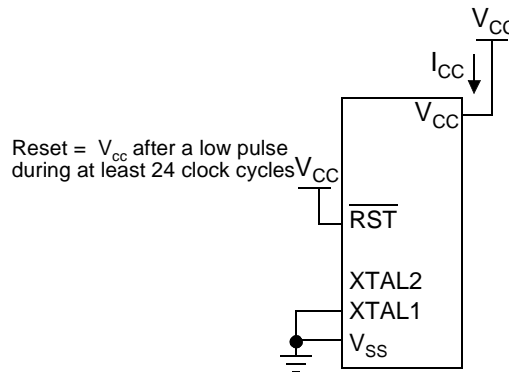 VCC
ICC
VCC
Reset = Vcc after a low pulse
during at least 24 clock cycles
VCC
RST
XTAL2
XTAL1
VSS